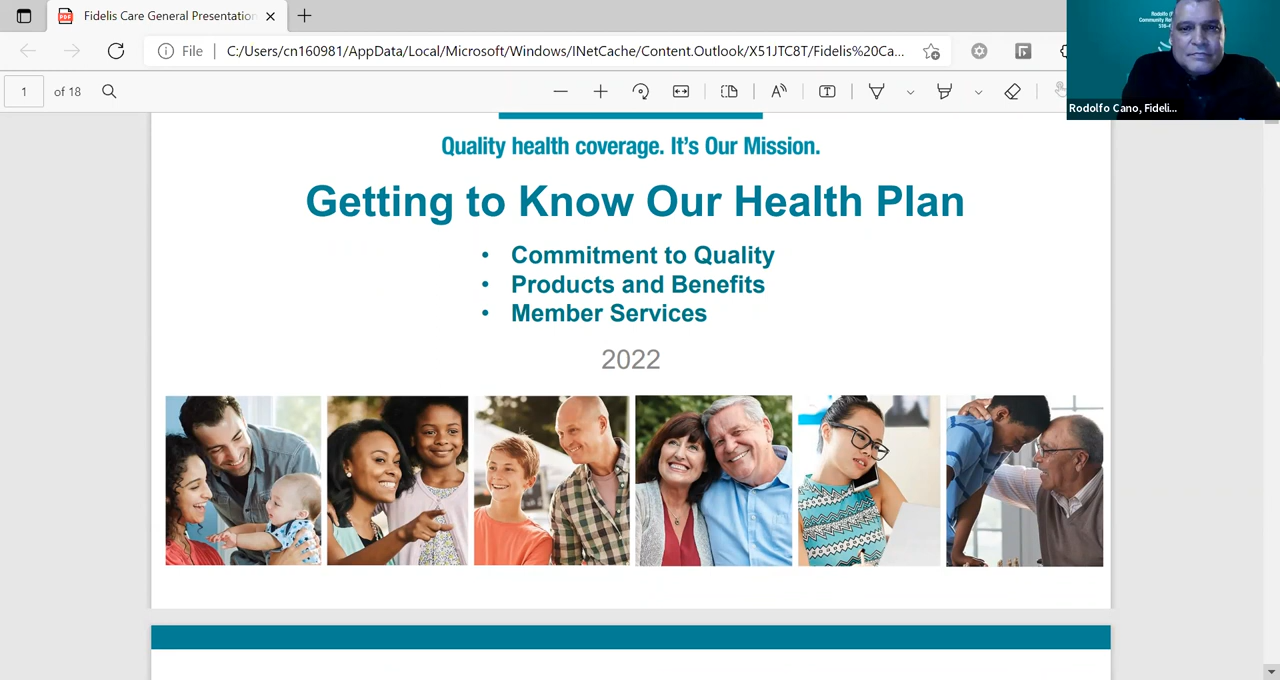 Fidelis Care General Presentation
File
C:/Users/cn160981/AppData/Local/Microsoft/Windows/INetCache/Content.Outlook/X51JTC8T/Fidelis%20Ca...
1 of 18
Rodolfo Cano, Fideli...
Quality health coverage. It's Our Mission.
Getting to Know Our Health Plan
• Commitment to Quality
• Products and Benefits
• Member Services
2022